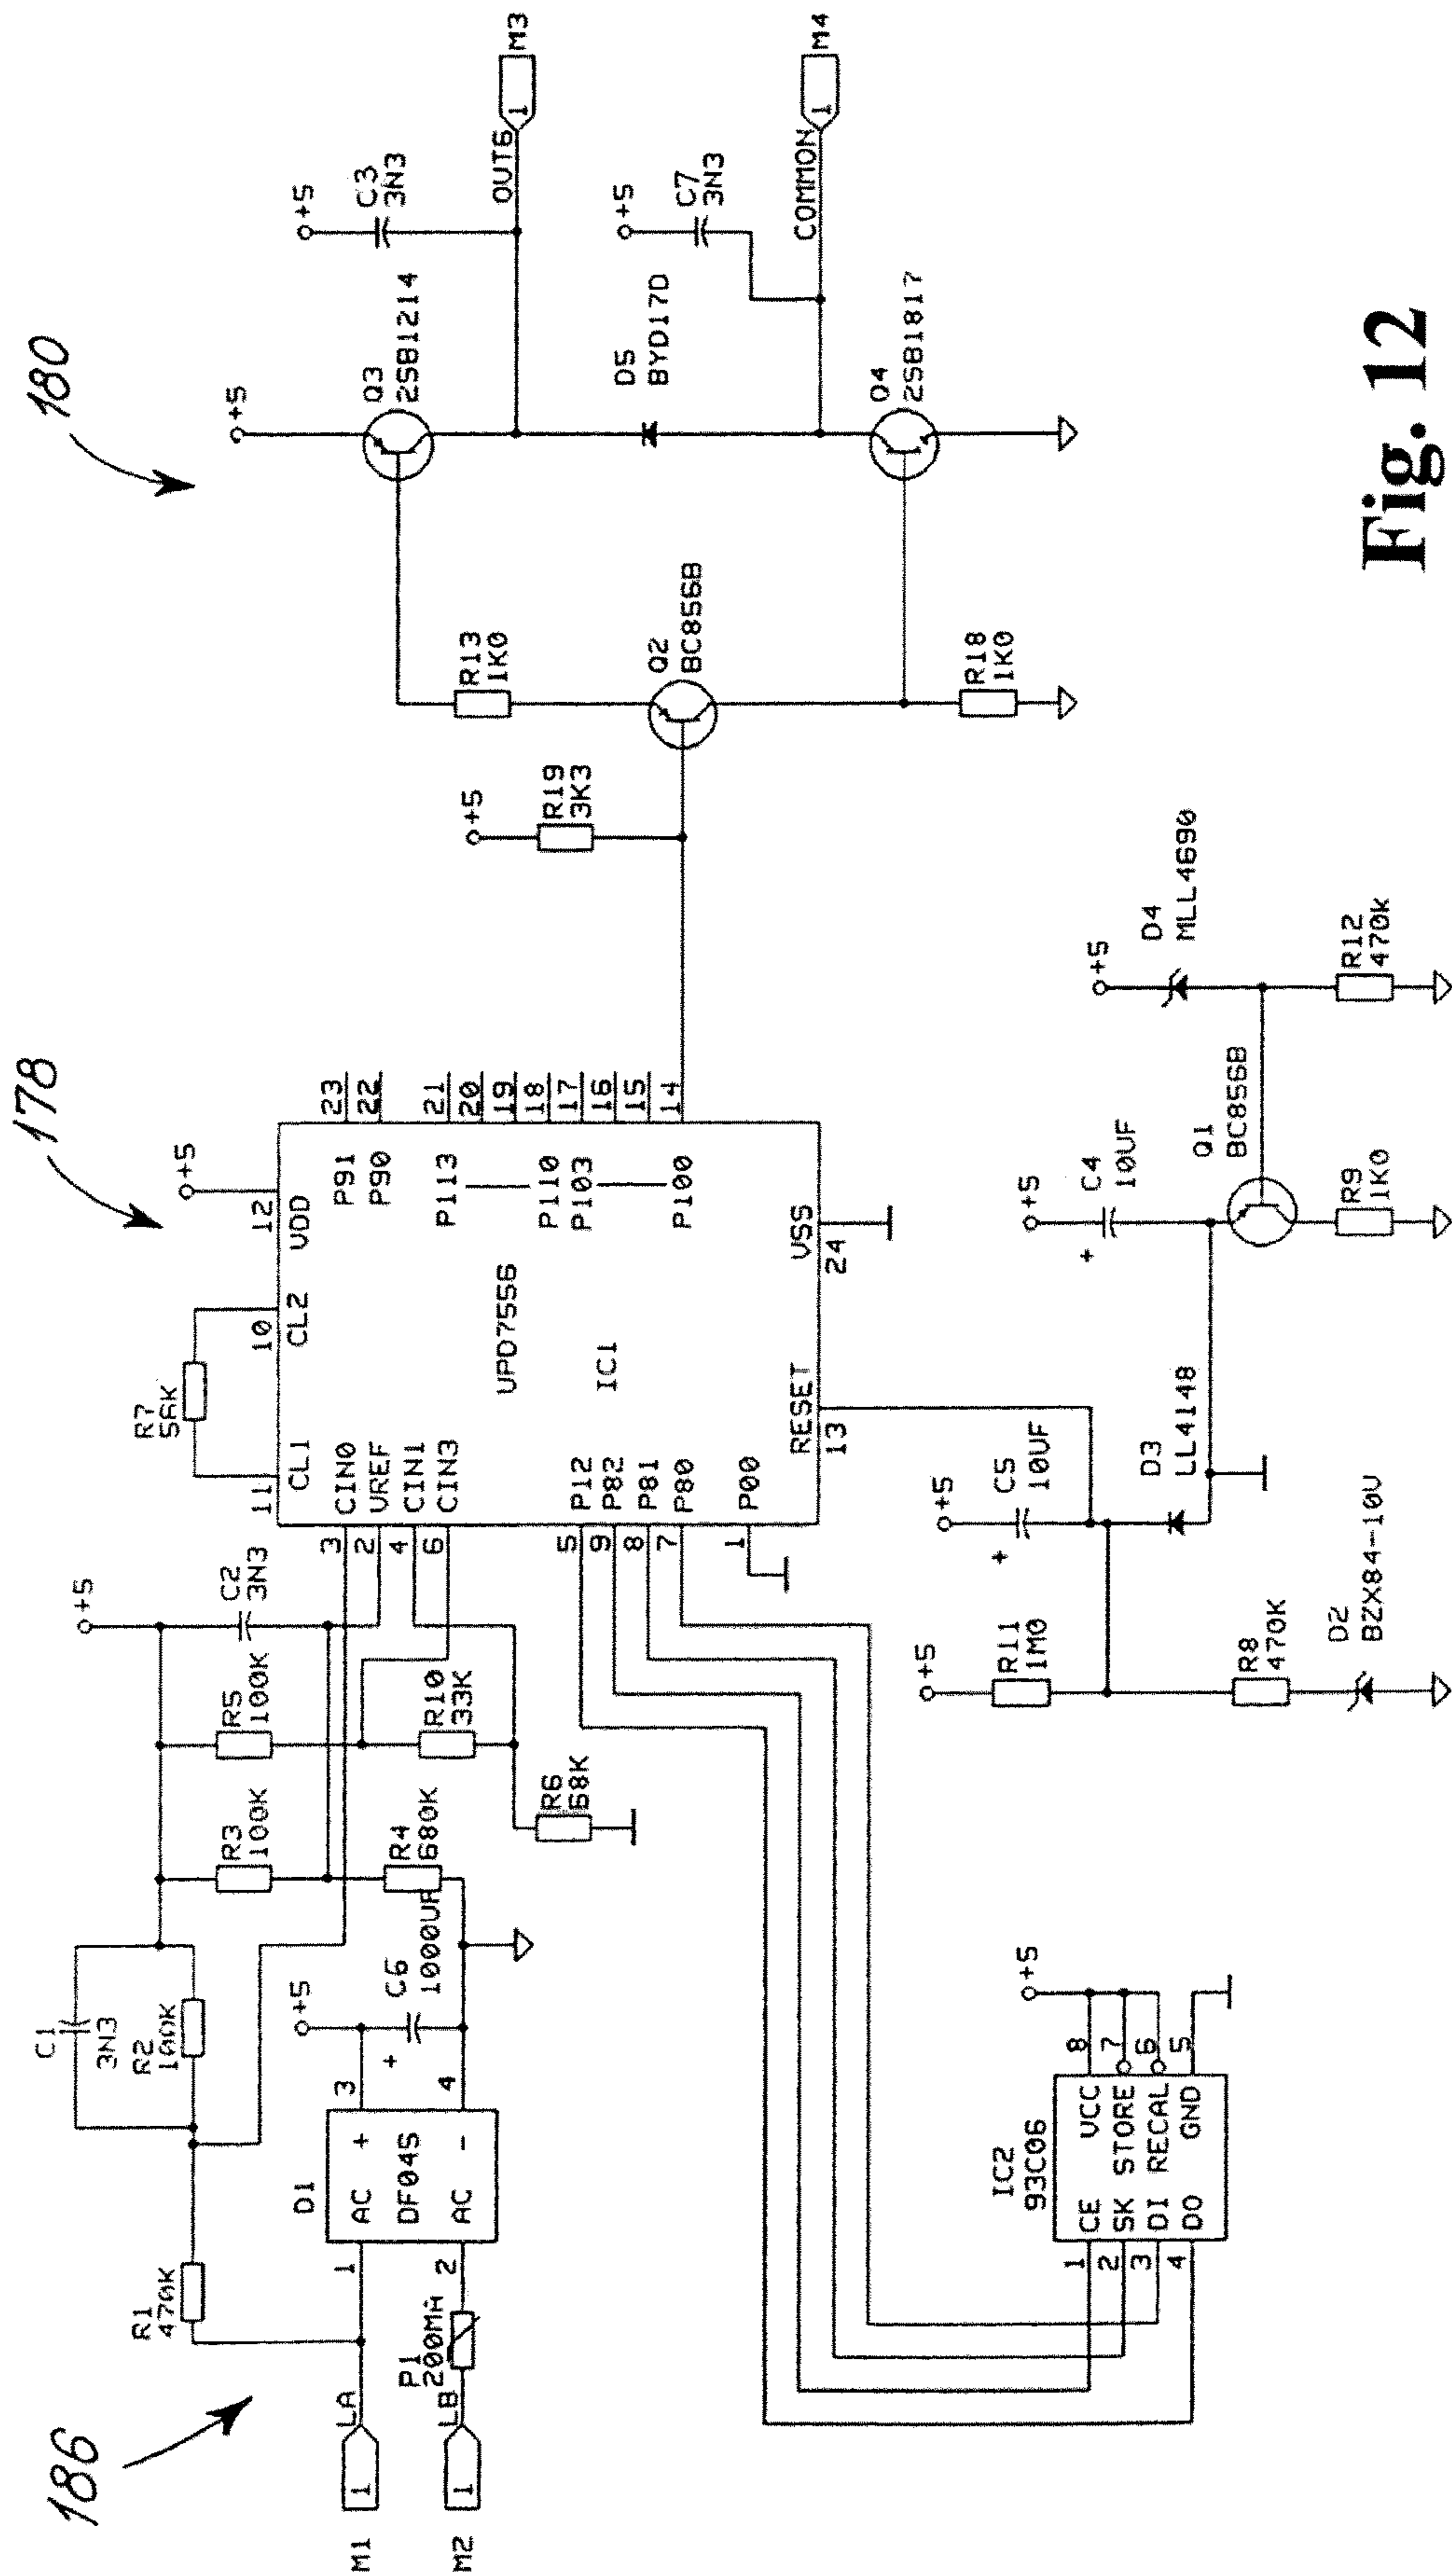 186
178
180
M1
1
LA
M2
1
LB
P1
200MA
R1
470K
C1
3N3
R2
100K
D1
1
AC
+
3
DF04S
2
AC
-
4
+5
+
C6
1000UF
R3
100K
R4
680K
R5
100K
R10
33K
R6
68K
+5
C2
3N3
R7
56K
11
CL1
10
CL2
12
VDD
+5
3
CIN0
2
VREF
4
CIN1
6
CIN3
5
P12
9
P82
8
P81
7
P80
1
P00
UPD7556
IC1
RESET
13
VSS
24
P91
23
P90
22
P113
21
20
19
P110
18
P103
17
16
15
P100
14
+5
R19
3K3
R13
1K0
Q2
BC856B
R18
1K0
+5
Q3
2SB1214
+5
C3
3N3
OUT6
1
M3
D5
BYD17D
+5
C7
3N3
COMMON
1
M4
Q4
2SB1817
IC2
93C06
1
CE
VCC
8
2
SK
STORE
7
3
DI
RECAL
6
4
DO
GND
5
+5
+5
R11
1M0
R8
470K
D2
BZX84-10V
+5
+
C5
10UF
D3
LL4148
+5
+
C4
10UF
Q1
BC856B
R9
1K0
+5
D4
MLL4690
R12
470K
Fig. 12